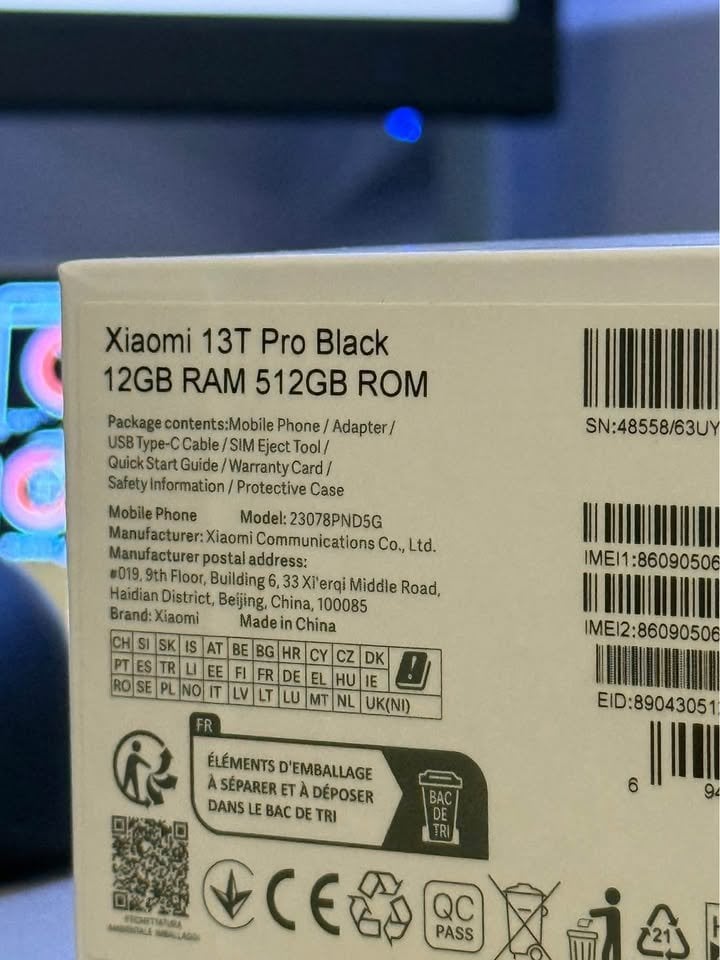 Xiaomi 13T Pro Black
12GB RAM 512GB ROM
Package contents:Mobile Phone / Adapter /
USB Type-C Cable / SIM Eject Tool /
Quick Start Guide / Warranty Card /
Safety Information / Protective Case
Mobile Phone Model: 23078PND5G
Manufacturer: Xiaomi Communications Co., Ltd.
Manufacturer postal address:
#019, 9th Floor, Building 6, 33 Xi'erqi Middle Road,
Haidian District, Beijing, China, 100085
Brand: Xiaomi Made in China
CH SI SK IS AT BE BG HR CY CZ DK
PT ES TR LI EE FI FR DE EL HU IE
RO SE PL NO IT LV LT LU MT NL UK(NI)
FR
ÉLÉMENTS D'EMBALLAGE
À SÉPARER ET À DÉPOSER
DANS LE BAC DE TRI
BAC
DE
TRI
ETICHETTATURA
AMBIENTALE IMBALLAGGI
CE
QC
PASS
21
SN:48558/63UY
IMEI1:86090506
IMEI2:86090506
EID:89043051
6 94